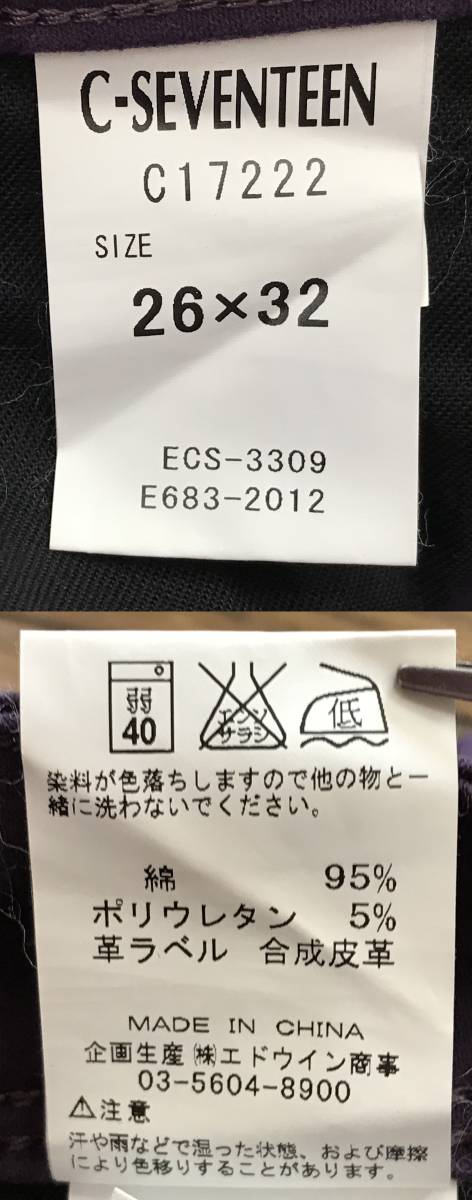 C-SEVENTEEN
C17222
SIZE
26×32
ECS-3309
E683-2012
弱
40
エンソ
サラシ
低
染料が色落ちしますので他の物と一
緒に洗わないでください。
綿 95%
ポリウレタン 5%
革ラベル 合成皮革
MADE IN CHINA
企画生産 ㈱エドウイン商事
03-5604-8900
⚠注意
汗や雨などで湿った状態、および摩擦
により色移りすることがあります。